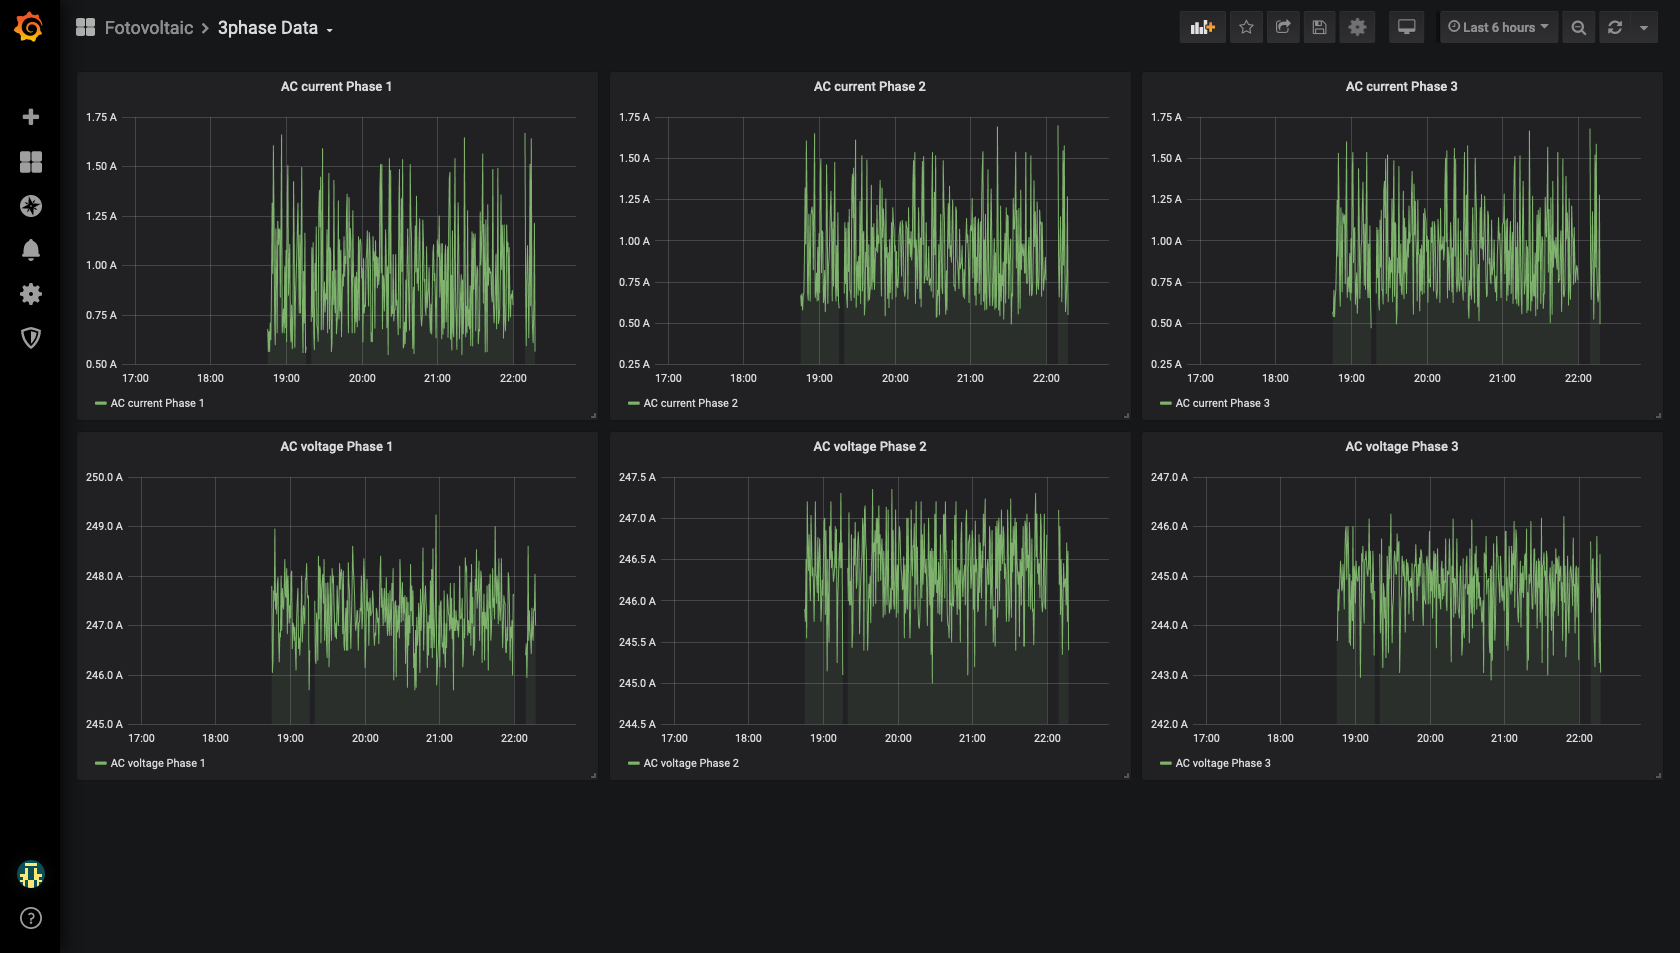 Fotovoltaic > 3phase Data
Last 6 hours
AC current Phase 1
1.75 A
1.50 A
1.25 A
1.00 A
0.75 A
0.50 A
17:00 18:00 19:00 20:00 21:00 22:00
AC current Phase 1
AC current Phase 2
1.75 A
1.50 A
1.25 A
1.00 A
0.75 A
0.50 A
0.25 A
17:00 18:00 19:00 20:00 21:00 22:00
AC current Phase 2
AC current Phase 3
1.75 A
1.50 A
1.25 A
1.00 A
0.75 A
0.50 A
0.25 A
17:00 18:00 19:00 20:00 21:00 22:00
AC current Phase 3
AC voltage Phase 1
250.0 A
249.0 A
248.0 A
247.0 A
246.0 A
245.0 A
17:00 18:00 19:00 20:00 21:00 22:00
AC voltage Phase 1
AC voltage Phase 2
247.5 A
247.0 A
246.5 A
246.0 A
245.5 A
245.0 A
244.5 A
17:00 18:00 19:00 20:00 21:00 22:00
AC voltage Phase 2
AC voltage Phase 3
247.0 A
246.0 A
245.0 A
244.0 A
243.0 A
242.0 A
17:00 18:00 19:00 20:00 21:00 22:00
AC voltage Phase 3
?